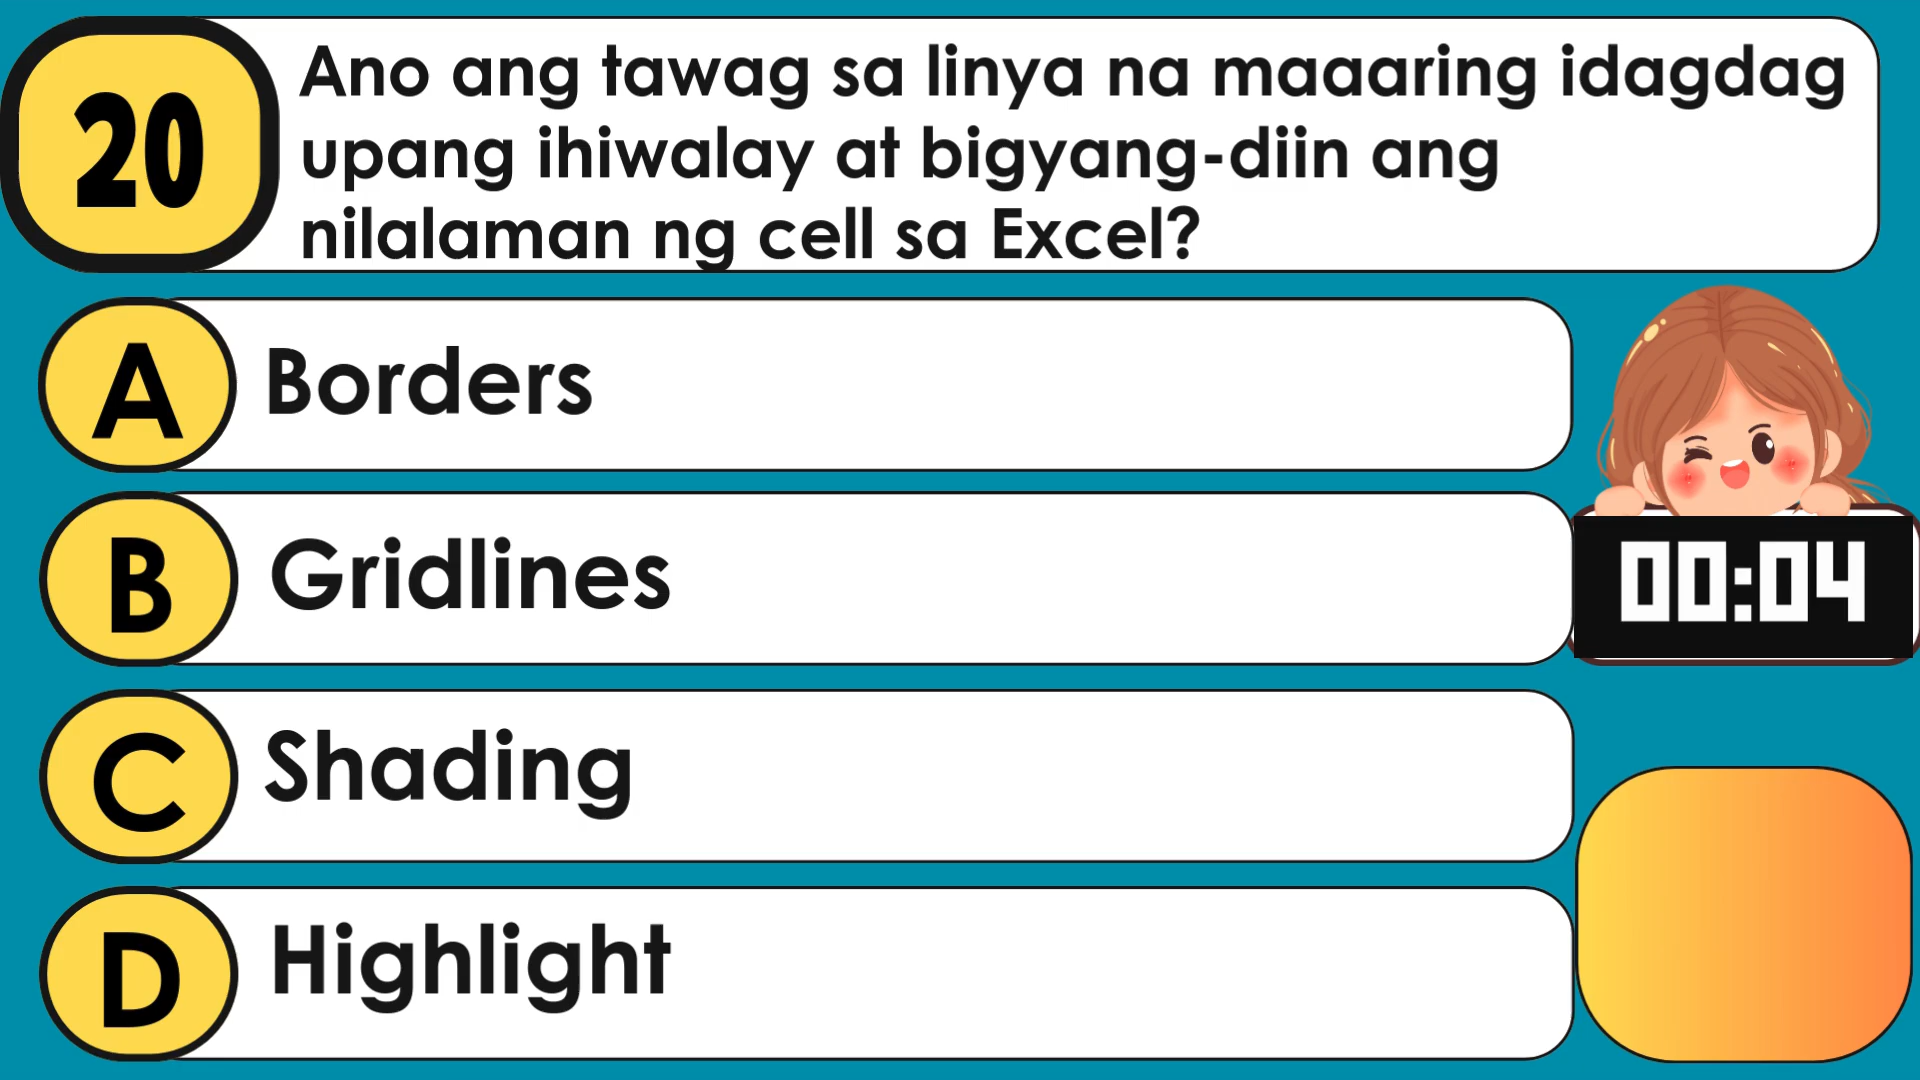 20
Ano ang tawag sa linya na maaaring idagdag
upang ihiwalay at bigyang-diin ang
nilalaman ng cell sa Excel?
A Borders
B Gridlines
00:04
C Shading
D Highlight